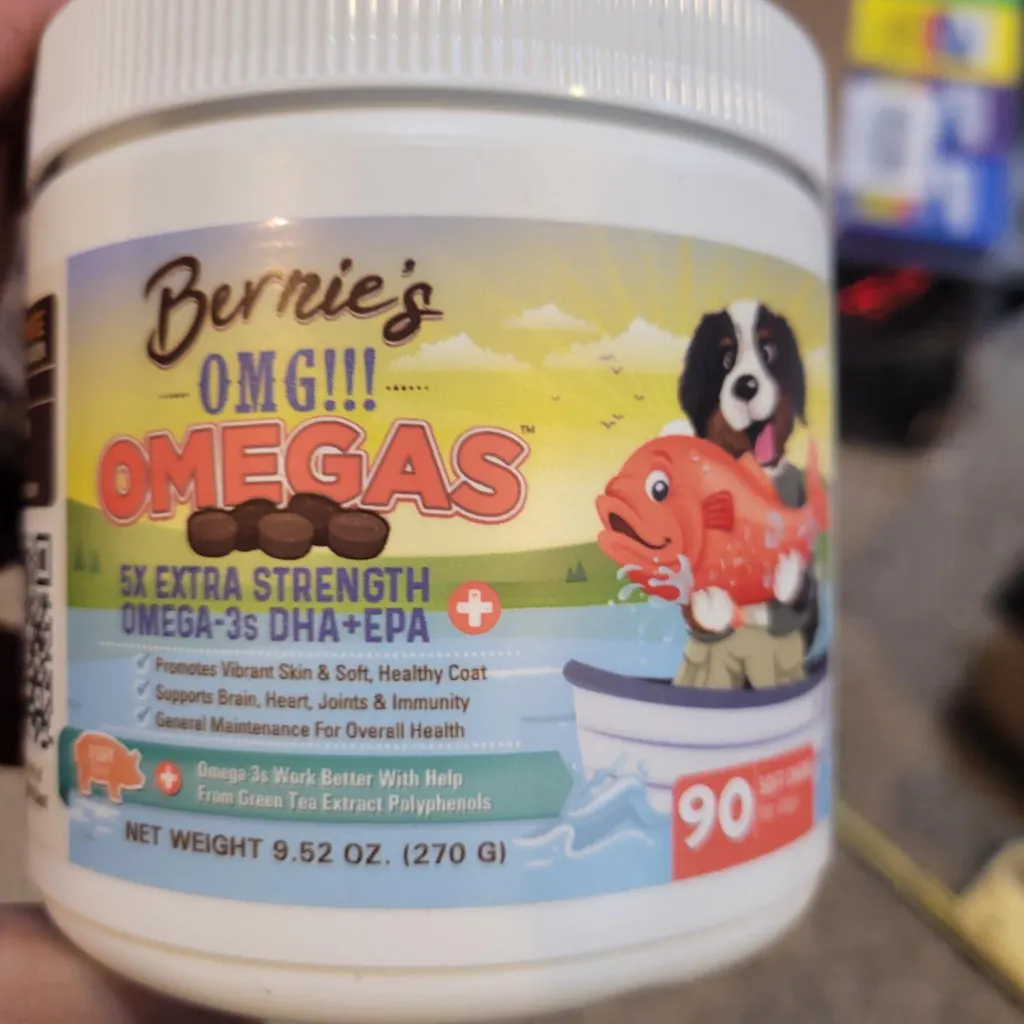 Bernie's
OMG!!!
OMEGAS™
5X EXTRA STRENGTH
OMEGA-3s DHA+EPA
Promotes Vibrant Skin & Soft, Healthy Coat
Supports Brain, Heart, Joints & Immunity
General Maintenance For Overall Health
Omega-3s Work Better With Help
From Green Tea Extract Polyphenols
90
NET WEIGHT 9.52 OZ. (270 G)